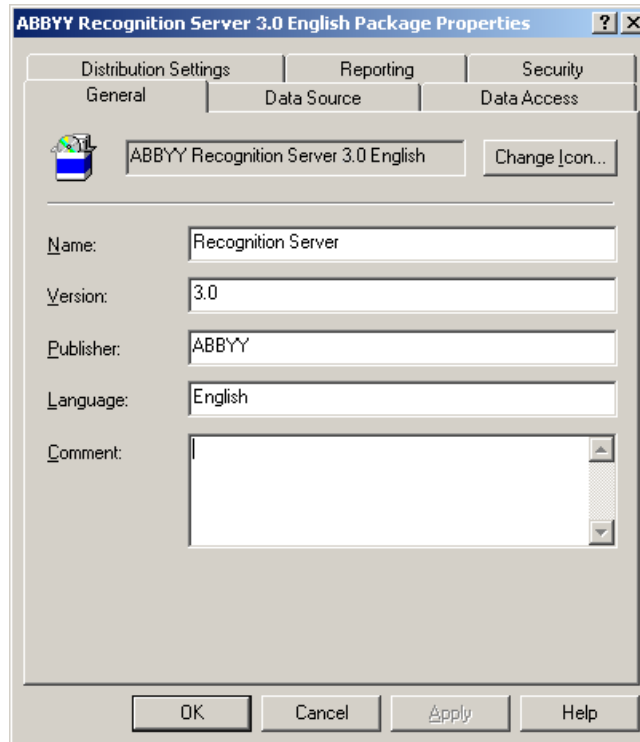 ABBYY Recognition Server 3.0 English Package Properties
Distribution Settings Reporting Security
General Data Source Data Access
ABBYY Recognition Server 3.0 English Change Icon...
Name: Recognition Server
Version: 3.0
Publisher: ABBYY
Language: English
Comment:
OK Cancel Apply Help